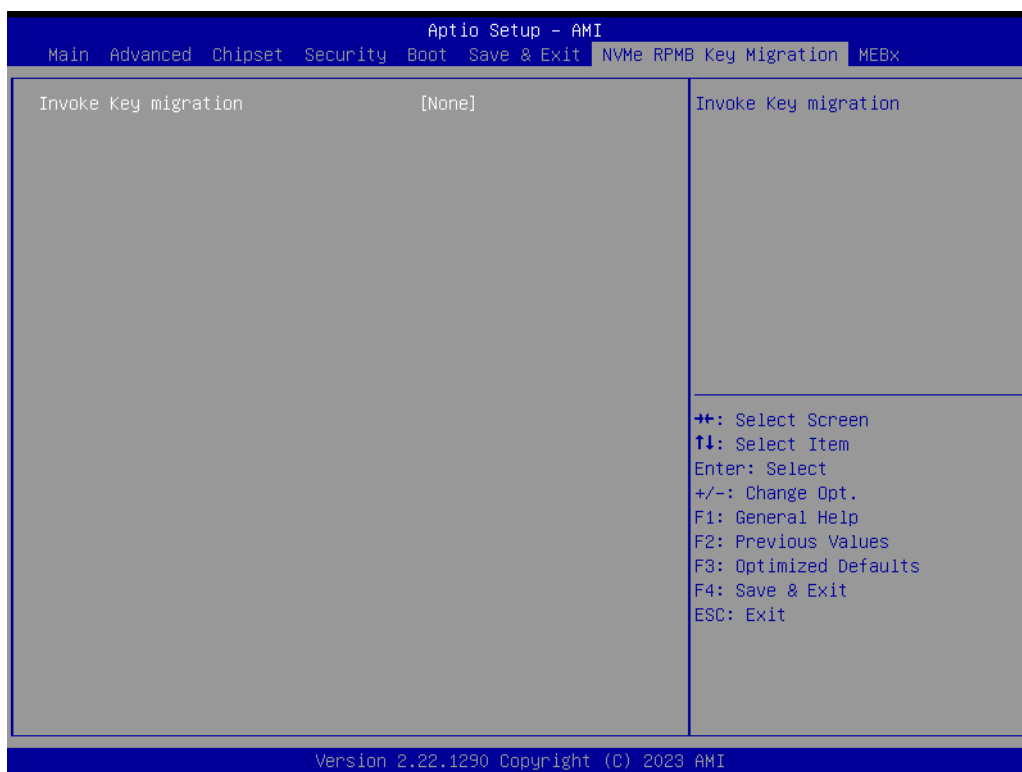 Aptio Setup – AMI
Main Advanced Chipset Security Boot Save & Exit NVMe RPMB Key Migration MEBx
Invoke Key migration [None]
Invoke Key migration
→←: Select Screen
↑↓: Select Item
Enter: Select
+/-: Change Opt.
F1: General Help
F2: Previous Values
F3: Optimized Defaults
F4: Save & Exit
ESC: Exit
Version 2.22.1290 Copyright (C) 2023 AMI